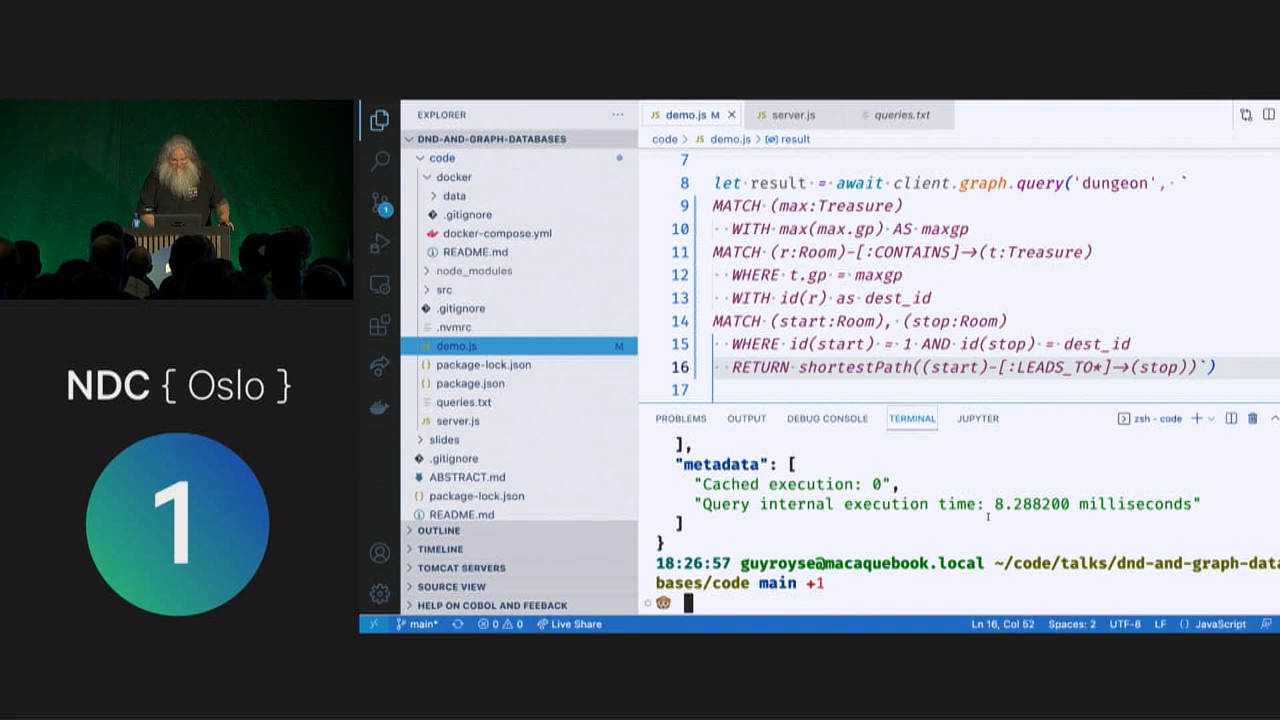 NDC { Oslo }
1
EXPLORER
DND-AND-GRAPH-DATABASES
code
docker
data
.gitignore
docker-compose.yml
README.md
node_modules
src
.gitignore
.nvmrc
demo.js M
package-lock.json
package.json
queries.txt
server.js
slides
.gitignore
ABSTRACT.md
package-lock.json
README.md
OUTLINE
TIMELINE
TOMCAT SERVERS
SOURCE VIEW
HELP ON COBOL AND FEEBACK
JS demo.js M × JS server.js queries.txt
code > JS demo.js > result
7
8 let result = await client.graph.query('dungeon', `
9 MATCH (max:Treasure)
10 WITH max(max.gp) AS maxgp
11 MATCH (r:Room)-[:CONTAINS]->(t:Treasure)
12 WHERE t.gp = maxgp
13 WITH id(r) as dest_id
14 MATCH (start:Room), (stop:Room)
15 WHERE id(start) = 1 AND id(stop) = dest_id
16 RETURN shortestPath((start)-[:LEADS_TO*]->(stop))`)
17
PROBLEMS OUTPUT DEBUG CONSOLE TERMINAL JUPYTER zsh - code
],
"metadata": [
"Cached execution: 0",
"Query internal execution time: 8.288200 milliseconds"
]
}
18:26:57 guyroyse@macaquebook.local ~/code/talks/dnd-and-graph-data
bases/code main +1
main* 0 0 Live Share Ln 16, Col 52 Spaces: 2 UTF-8 LF {} JavaScript